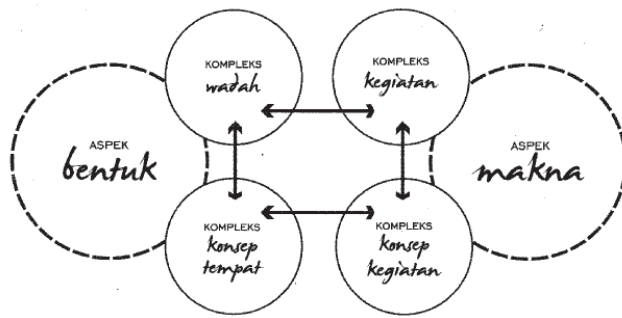 KOMPLEKS
wadah
KOMPLEKS
kegiatan
ASPEK
bentuk
ASPEK
makna
KOMPLEKS
konsep
tempat
KOMPLEKS
konsep
kegiatan